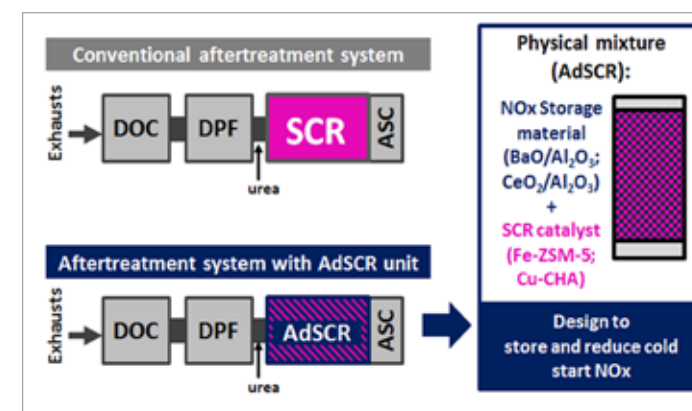 Conventional aftertreatment system
Exhausts
DOC
DPF
SCR
ASC
urea
Aftertreatment system with AdSCR unit
Exhausts
DOC
DPF
AdSCR
ASC
urea
Physical mixture
(AdSCR):
NOx Storage
material
(BaO/Al₂O₃;
CeO₂/Al₂O₃)
+
SCR catalyst
(Fe-ZSM-5;
Cu-CHA)
Design to
store and reduce cold
start NOx